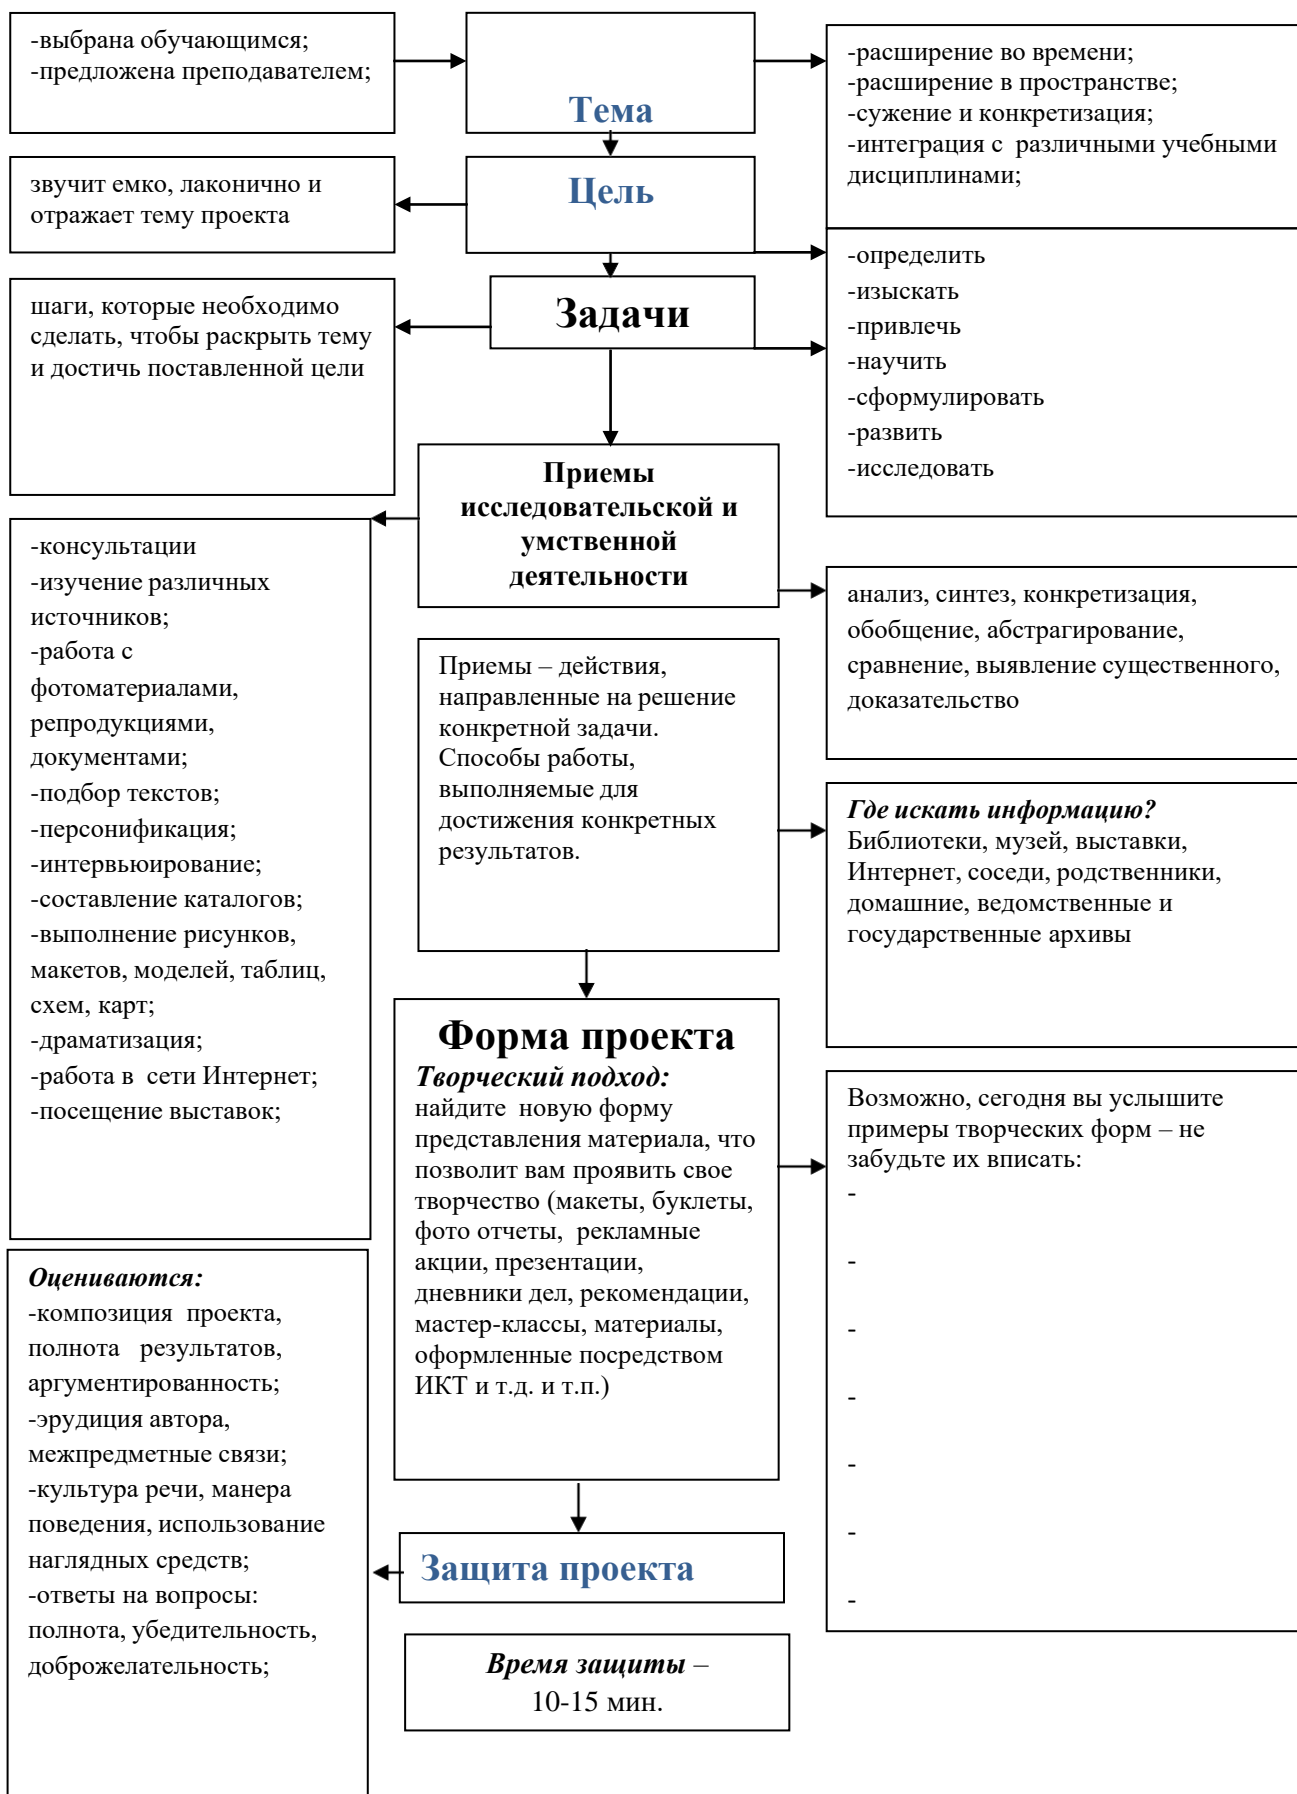 -выбрана обучающимся;
-предложена преподавателем;
Тема
-расширение во времени;
-расширение в пространстве;
-сужение и конкретизация;
-интеграция с различными учебными
дисциплинами;
звучит емко, лаконично и
отражает тему проекта
Цель
-определить
-изыскать
-привлечь
-научить
-сформулировать
-развить
-исследовать
шаги, которые необходимо
сделать, чтобы раскрыть тему
и достичь поставленной цели
Задачи
Приемы
исследовательской и
умственной
деятельности
-консультации
-изучение различных
источников;
-работа с
фотоматериалами,
репродукциями,
документами;
-подбор текстов;
-персонификация;
-интервьюирование;
-составление каталогов;
-выполнение рисунков,
макетов, моделей, таблиц,
схем, карт;
-драматизация;
-работа в сети Интернет;
-посещение выставок;
анализ, синтез, конкретизация,
обобщение, абстрагирование,
сравнение, выявление существенного,
доказательство
Приемы – действия,
направленные на решение
конкретной задачи.
Способы работы,
выполняемые для
достижения конкретных
результатов.
Где искать информацию?
Библиотеки, музей, выставки,
Интернет, соседи, родственники,
домашние, ведомственные и
государственные архивы
Форма проекта
Творческий подход:
найдите новую форму
представления материала, что
позволит вам проявить свое
творчество (макеты, буклеты,
фото отчеты, рекламные
акции, презентации,
дневники дел, рекомендации,
мастер-классы, материалы,
оформленные посредством
ИКТ и т.д. и т.п.)
Возможно, сегодня вы услышите
примеры творческих форм – не
забудьте их вписать:
-
-
-
-
-
-
-
Оцениваются:
-композиция проекта,
полнота результатов,
аргументированность;
-эрудиция автора,
межпредметные связи;
-культура речи, манера
поведения, использование
наглядных средств;
-ответы на вопросы:
полнота, убедительность,
доброжелательность;
Защита проекта
Время защиты –
10-15 мин.